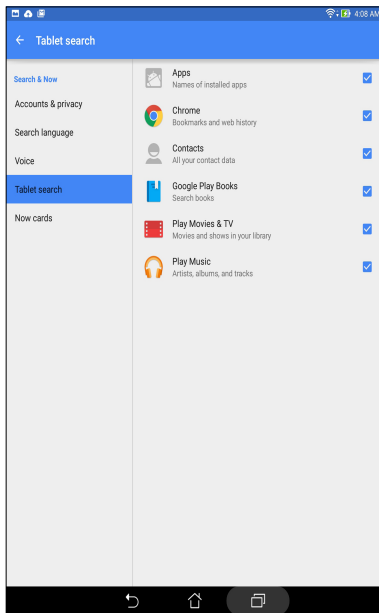 4:08 AM
Tablet search
Search & Now
Accounts & privacy
Search language
Voice
Tablet search
Now cards
Apps
Names of installed apps
Chrome
Bookmarks and web history
Contacts
All your contact data
Google Play Books
Search books
Play Movies & TV
Movies and shows in your library
Play Music
Artists, albums, and tracks